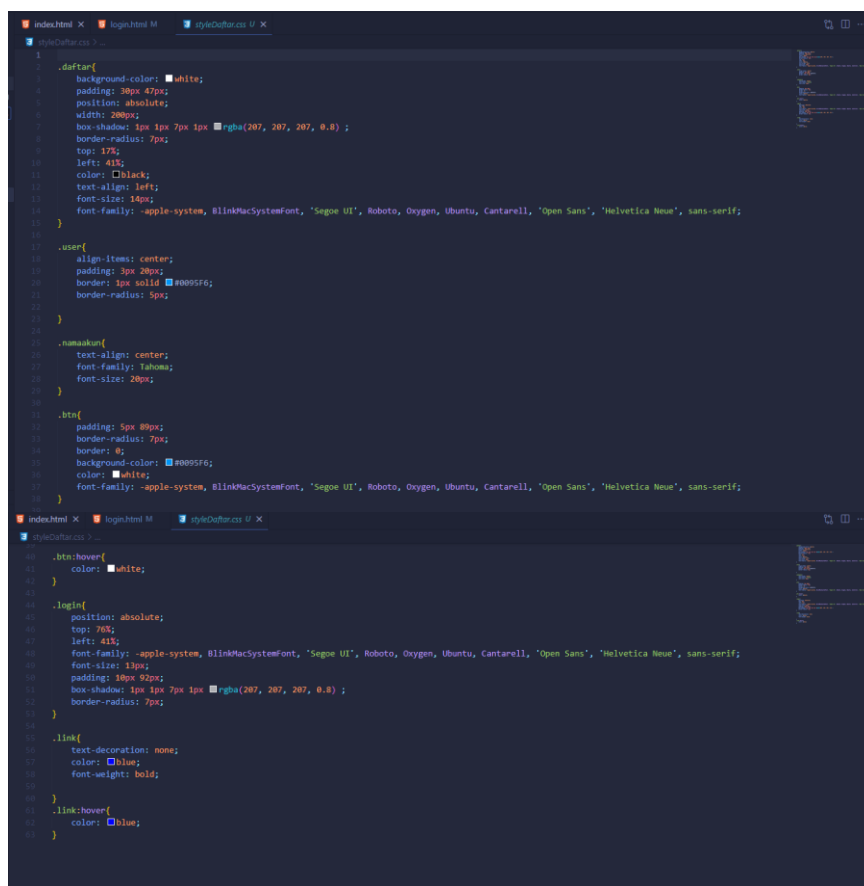 index.html × login.html M styleDaftar.css U ×
styleDaftar.css > ...
1
2 .daftar{
3 background-color: white;
4 padding: 30px 47px;
5 position: absolute;
6 width: 200px;
7 box-shadow: 1px 1px 7px 1px rgba(207, 207, 207, 0.8) ;
8 border-radius: 7px;
9 top: 17%;
10 left: 41%;
11 color: black;
12 text-align: left;
13 font-size: 14px;
14 font-family: -apple-system, BlinkMacSystemFont, 'Segoe UI', Roboto, Oxygen, Ubuntu, Cantarell, 'Open Sans', 'Helvetica Neue', sans-serif;
15 }
16
17 .user{
18 align-items: center;
19 padding: 3px 20px;
20 border: 1px solid #0095F6;
21 border-radius: 5px;
22
23 }
24
25 .namaakun{
26 text-align: center;
27 font-family: Tahoma;
28 font-size: 20px;
29 }
30
31 .btn{
32 padding: 5px 89px;
33 border-radius: 7px;
34 border: 0;
35 background-color: #0095F6;
36 color: white;
37 font-family: -apple-system, BlinkMacSystemFont, 'Segoe UI', Roboto, Oxygen, Ubuntu, Cantarell, 'Open Sans', 'Helvetica Neue', sans-serif;
38 }
index.html × login.html M styleDaftar.css U ×
styleDaftar.css > ...
40 .btn:hover{
41 color: white;
42 }
43
44 .login{
45 position: absolute;
46 top: 76%;
47 left: 41%;
48 font-family: -apple-system, BlinkMacSystemFont, 'Segoe UI', Roboto, Oxygen, Ubuntu, Cantarell, 'Open Sans', 'Helvetica Neue', sans-serif;
49 font-size: 13px;
50 padding: 10px 92px;
51 box-shadow: 1px 1px 7px 1px rgba(207, 207, 207, 0.8) ;
52 border-radius: 7px;
53 }
54
55 .link{
56 text-decoration: none;
57 color: blue;
58 font-weight: bold;
59
60 }
61 .link:hover{
62 color: blue;
63 }